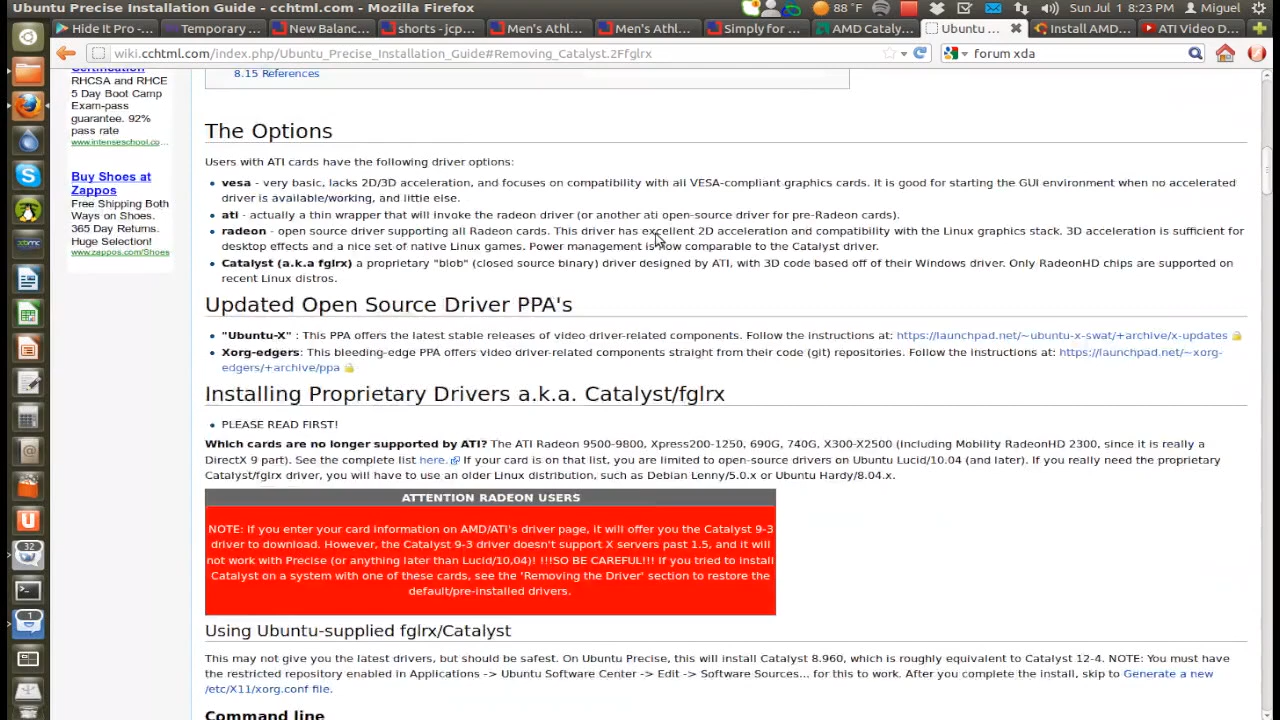 Ubuntu Precise Installation Guide - cchtml.com - Mozilla Firefox
88 °F
Sun Jul 1 8:23 PM
Miguel
Hide It Pro -...
Temporary ...
New Balanc...
shorts - jcp...
Men's Athl...
Men's Athl...
Simply for ...
AMD Cataly...
Ubuntu ...
Install AMD...
ATI Video D...
wiki.cchtml.com/index.php/Ubuntu_Precise_Installation_Guide#Removing_Catalyst.2Ffglrx
forum xda
Certification
RHCSA and RHCE
5 Day Boot Camp
Exam-pass
guarantee. 92%
pass rate
www.intenseschool.co...
Buy Shoes at
Zappos
Free Shipping Both
Ways on Shoes.
365 Day Returns.
Huge Selection!
www.zappos.com/Shoes
32
1
8.15 References
The Options
Users with ATI cards have the following driver options:
vesa - very basic, lacks 2D/3D acceleration, and focuses on compatibility with all VESA-compliant graphics cards. It is good for starting the GUI environment when no accelerated
driver is available/working, and little else.
ati - actually a thin wrapper that will invoke the radeon driver (or another ati open-source driver for pre-Radeon cards).
radeon - open source driver supporting all Radeon cards. This driver has excellent 2D acceleration and compatibility with the Linux graphics stack. 3D acceleration is sufficient for
desktop effects and a nice set of native Linux games. Power management is now comparable to the Catalyst driver.
Catalyst (a.k.a fglrx) a proprietary "blob" (closed source binary) driver designed by ATI, with 3D code based off of their Windows driver. Only RadeonHD chips are supported on
recent Linux distros.
Updated Open Source Driver PPA's
"Ubuntu-X" : This PPA offers the latest stable releases of video driver-related components. Follow the instructions at: https://launchpad.net/~ubuntu-x-swat/+archive/x-updates
Xorg-edgers: This bleeding-edge PPA offers video driver-related components straight from their code (git) repositories. Follow the instructions at: https://launchpad.net/~xorg-
edgers/+archive/ppa
Installing Proprietary Drivers a.k.a. Catalyst/fglrx
PLEASE READ FIRST!
Which cards are no longer supported by ATI? The ATI Radeon 9500-9800, Xpress200-1250, 690G, 740G, X300-X2500 (including Mobility RadeonHD 2300, since it is really a
DirectX 9 part). See the complete list here. If your card is on that list, you are limited to open-source drivers on Ubuntu Lucid/10.04 (and later). If you really need the proprietary
Catalyst/fglrx driver, you will have to use an older Linux distribution, such as Debian Lenny/5.0.x or Ubuntu Hardy/8.04.x.
ATTENTION RADEON USERS
NOTE: If you enter your card information on AMD/ATI's driver page, it will offer you the Catalyst 9-3
driver to download. However, the Catalyst 9-3 driver doesn't support X servers past 1.5, and it will
not work with Precise (or anything later than Lucid/10,04)! !!!SO BE CAREFUL!!! If you tried to install
Catalyst on a system with one of these cards, see the 'Removing the Driver' section to restore the
default/pre-installed drivers.
Using Ubuntu-supplied fglrx/Catalyst
This may not give you the latest drivers, but should be safest. On Ubuntu Precise, this will install Catalyst 8.960, which is roughly equivalent to Catalyst 12-4. NOTE: You must have
the restricted repository enabled in Applications -> Ubuntu Software Center -> Edit -> Software Sources... for this to work. After you complete the install, skip to Generate a new
/etc/X11/xorg.conf file.
Command line